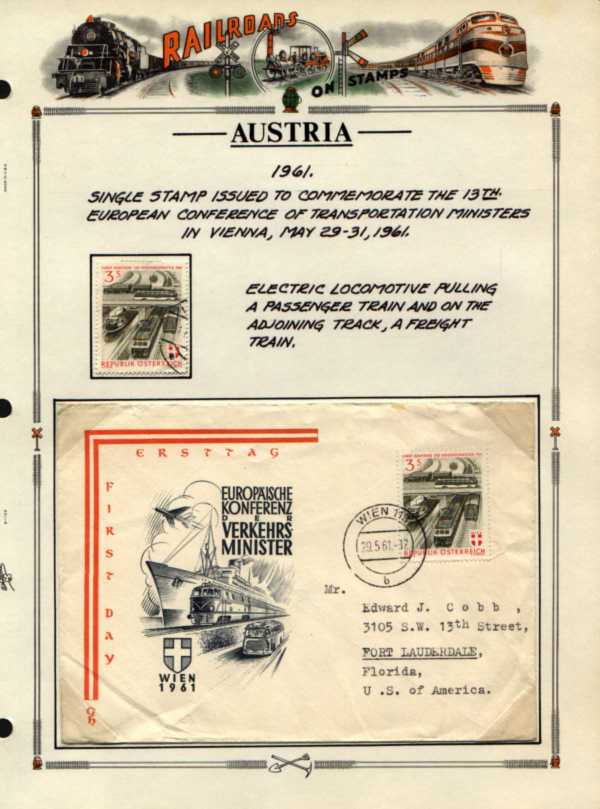 RAILROADS
ON STAMPS
AUSTRIA
1961.
SINGLE STAMP ISSUED TO COMMEMORATE THE 13TH.
EUROPEAN CONFERENCE OF TRANSPORTATION MINISTERS
IN VIENNA, MAY 29-31, 1961.
3S
REPUBLIK ÖSTERREICH
ELECTRIC LOCOMOTIVE PULLING
A PASSENGER TRAIN AND ON THE
ADJOINING TRACK, A FREIGHT
TRAIN.
ERSTTAG
FIRST DAY
EUROPÄISCHE
KONFERENZ
DER
VERKEHRS
MINISTER
WIEN
1961
3S
REPUBLIK ÖSTERREICH
WIEN
29.5.61.-17
b
Mr.
Edward J. Cobb,
3105 S.W. 13th Street,
FORT LAUDERDALE,
Florida,
U.S. of America.